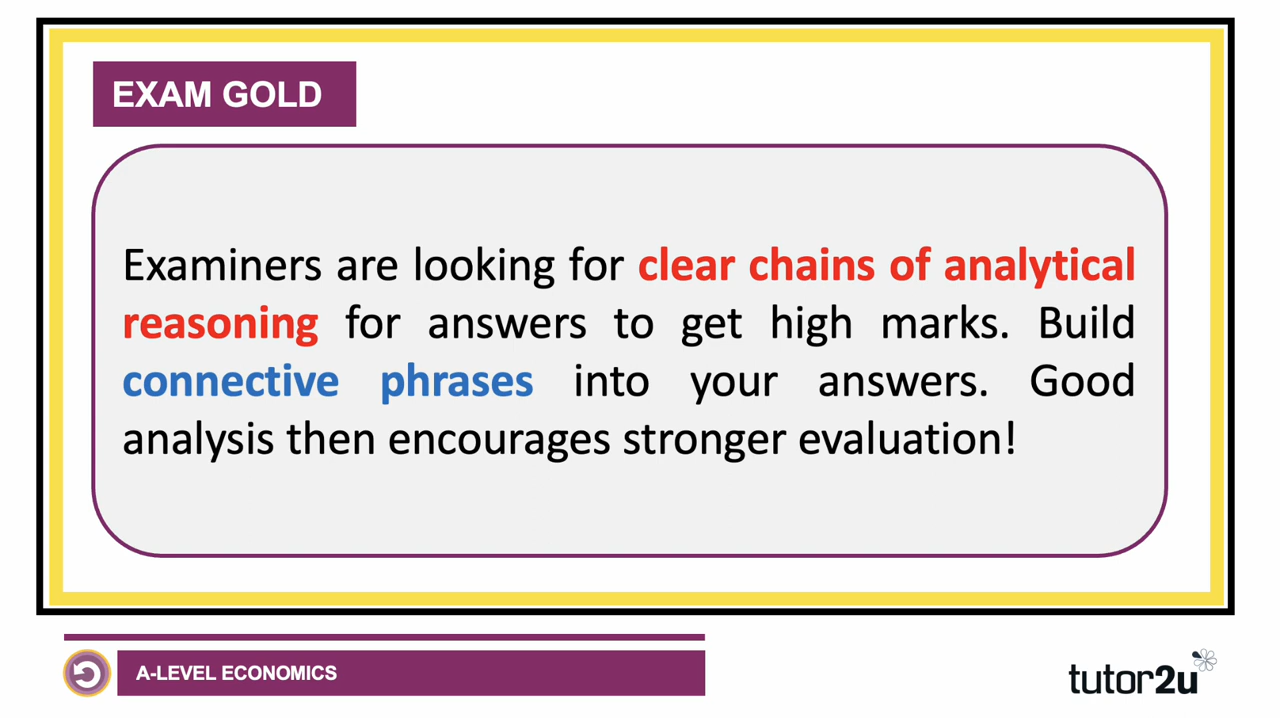 EXAM GOLD
Examiners are looking for clear chains of analytical
reasoning for answers to get high marks. Build
connective phrases into your answers. Good
analysis then encourages stronger evaluation!
A-LEVEL ECONOMICS
tutor2u